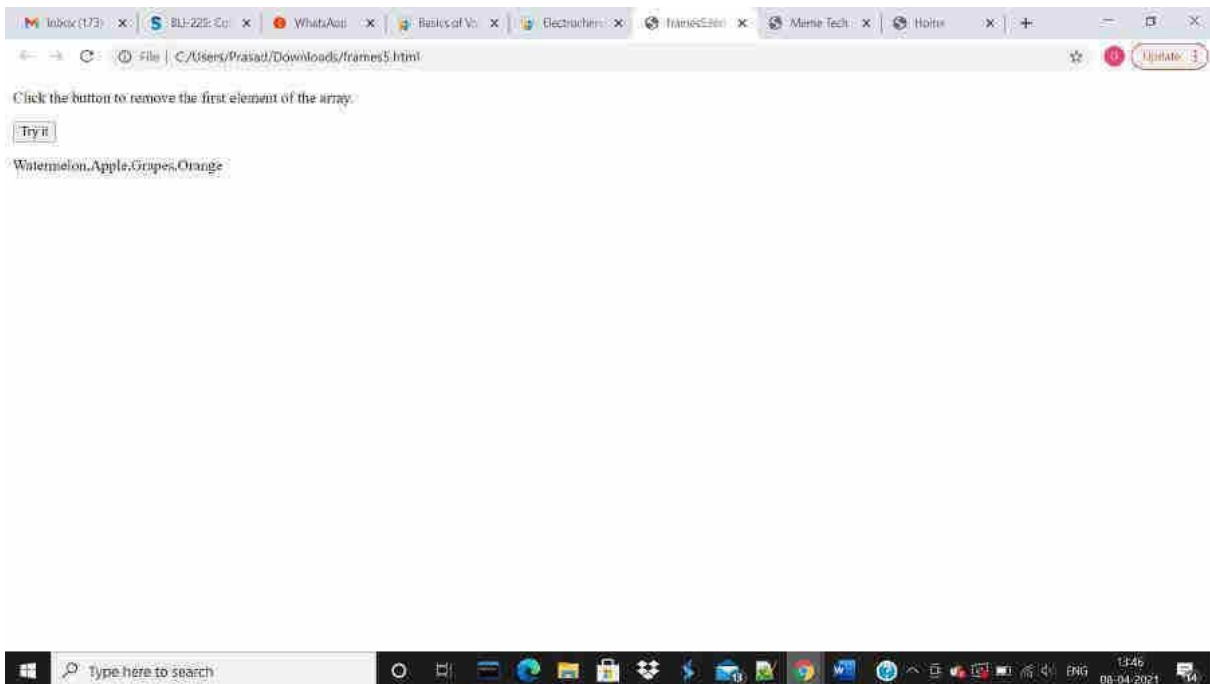 Inbox (173) BLJ-225: Co WhatsApp Basics of Vo Electrochem Meme Tech Home
File | C:/Users/Prasad/Downloads/frames5.html Update
Click the button to remove the first element of the array.
Try it
Watermelon,Apple,Grapes,Orange
Type here to search ENG 13:46
08-04-2021